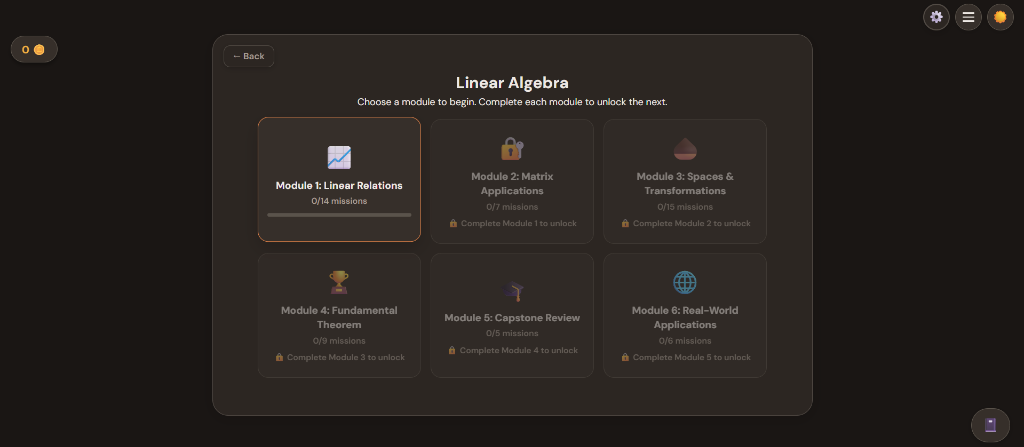 0
← Back
Linear Algebra
Choose a module to begin. Complete each module to unlock the next.
Module 1: Linear Relations
0/14 missions
Module 2: Matrix
Applications
0/7 missions
Complete Module 1 to unlock
Module 3: Spaces &
Transformations
0/15 missions
Complete Module 2 to unlock
Module 4: Fundamental
Theorem
0/9 missions
Complete Module 3 to unlock
Module 5: Capstone Review
0/5 missions
Complete Module 4 to unlock
Module 6: Real-World
Applications
0/6 missions
Complete Module 5 to unlock